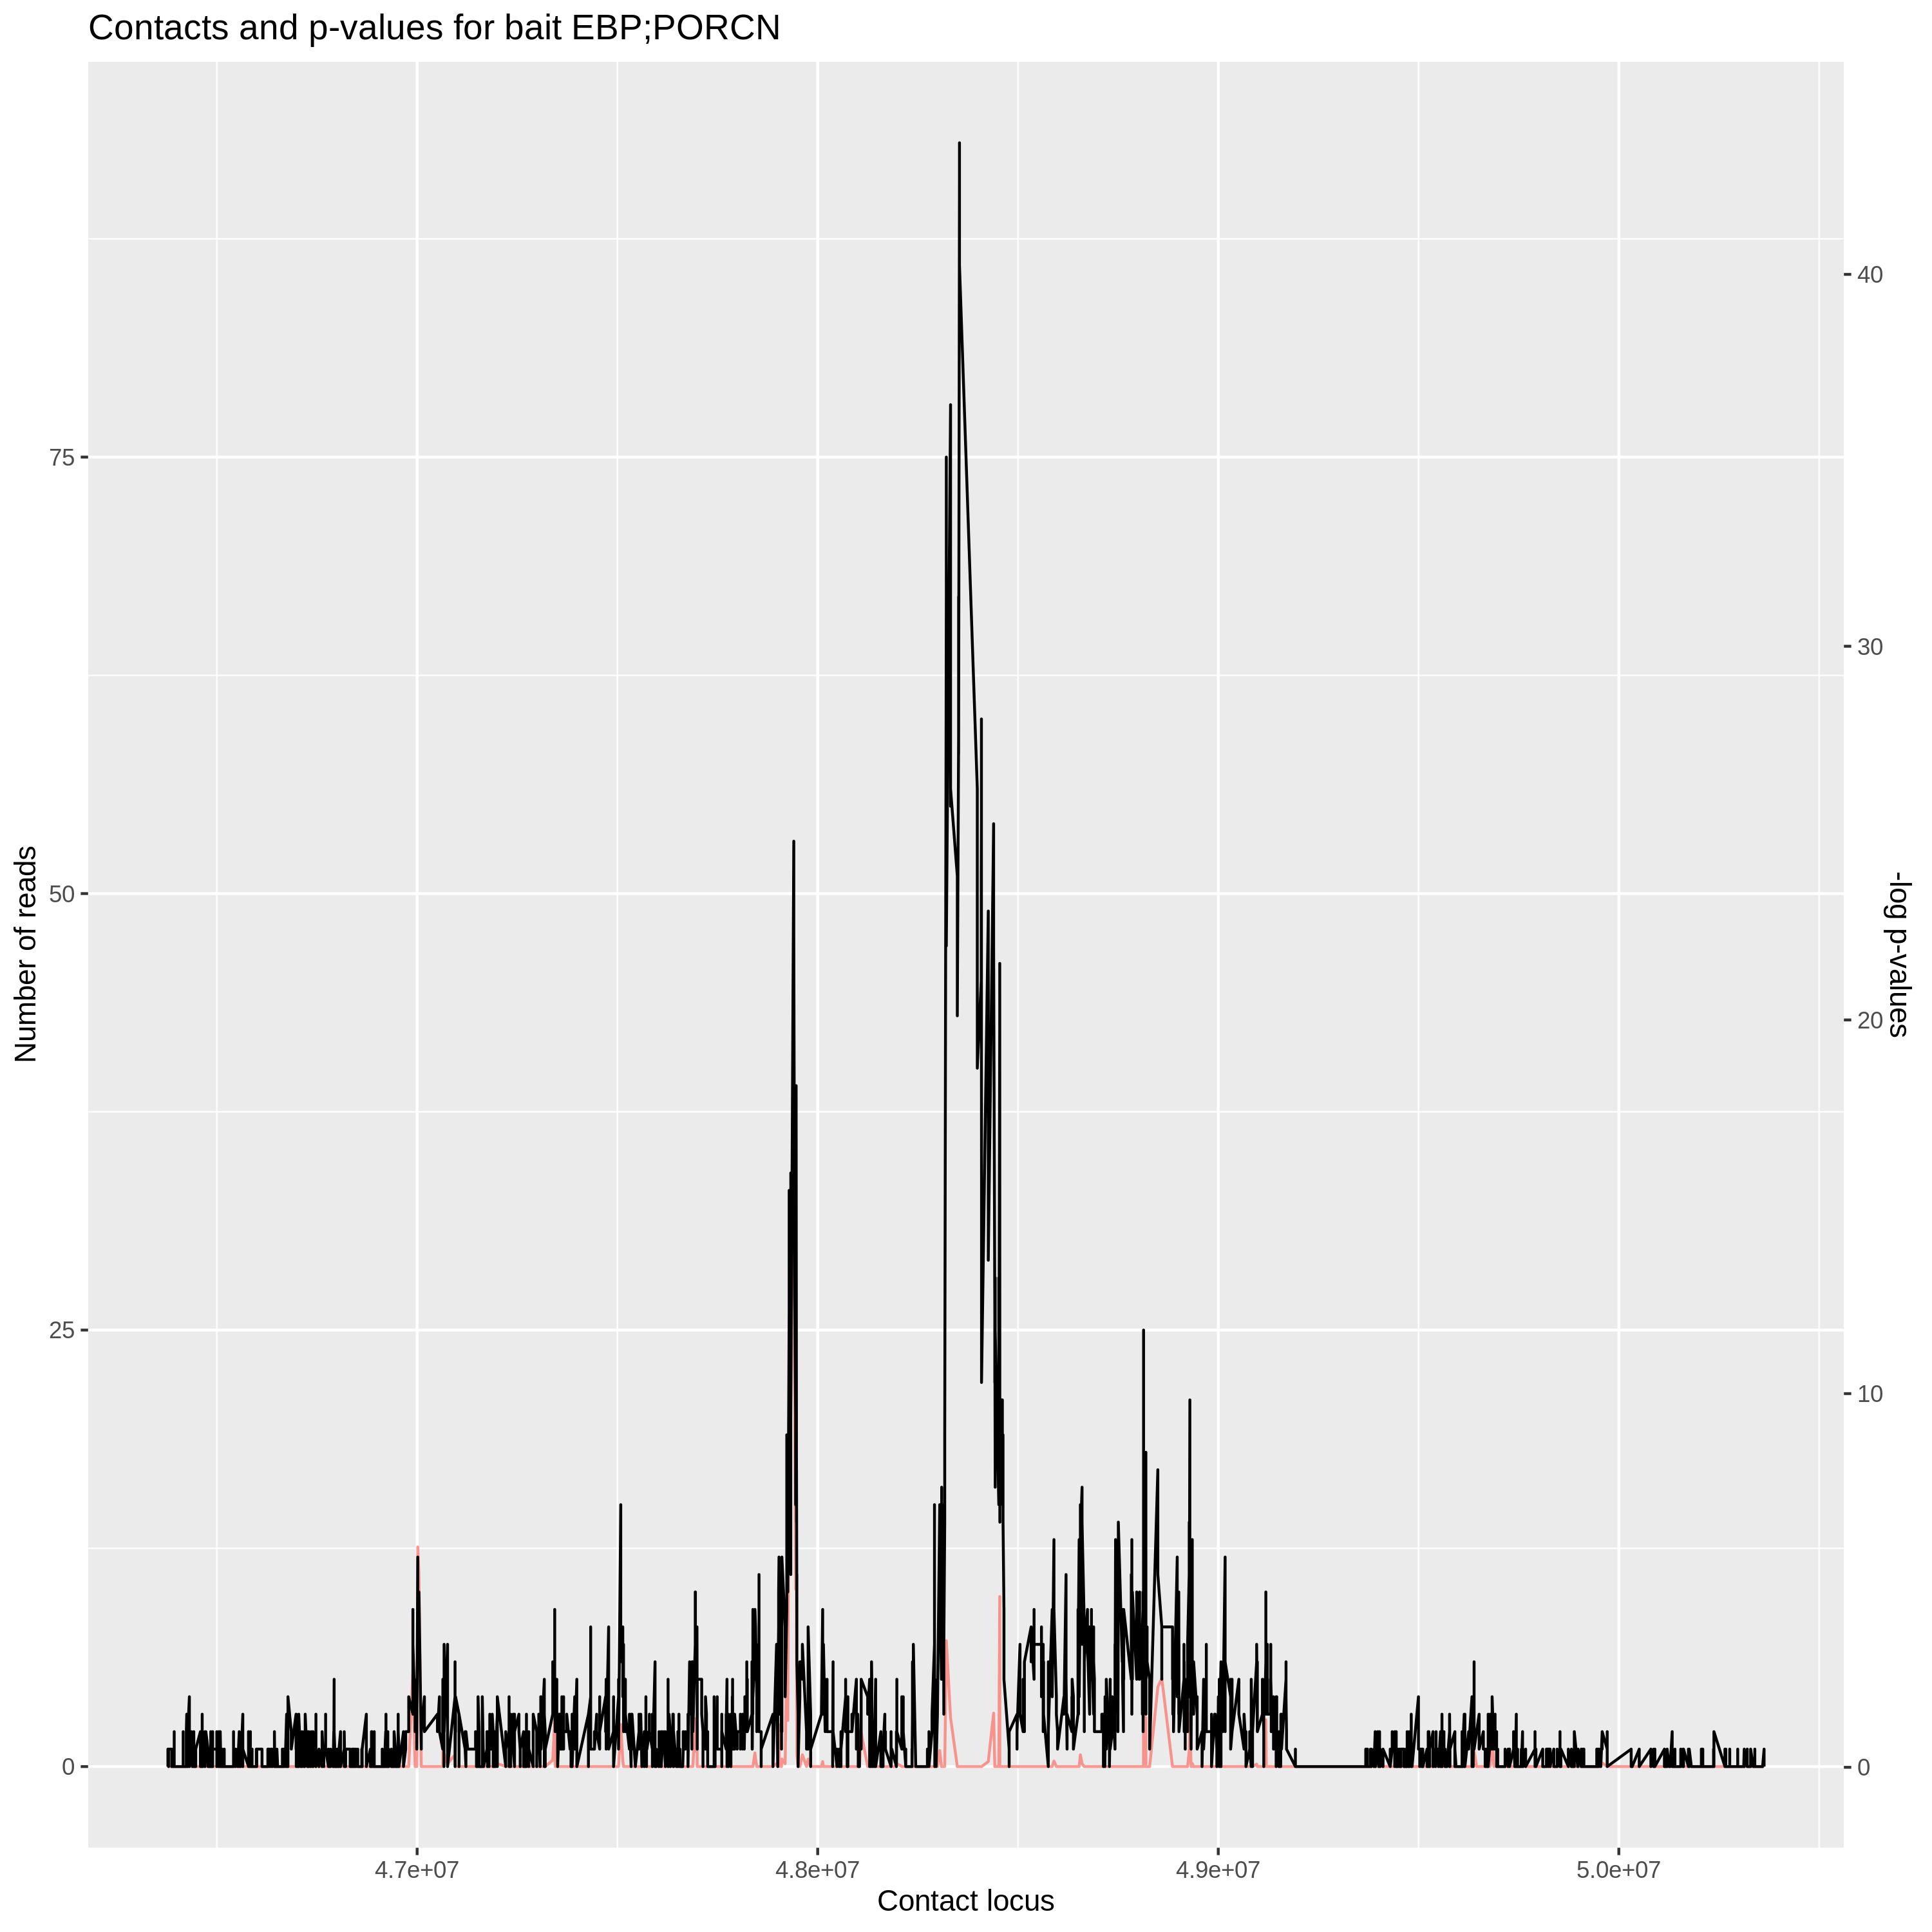 Contacts and p-values for bait EBP;PORCN
Number of reads
75
50
25
0
40
30
20
10
0
-log p-values
4.7e+07 4.8e+07 4.9e+07 5.0e+07
Contact locus